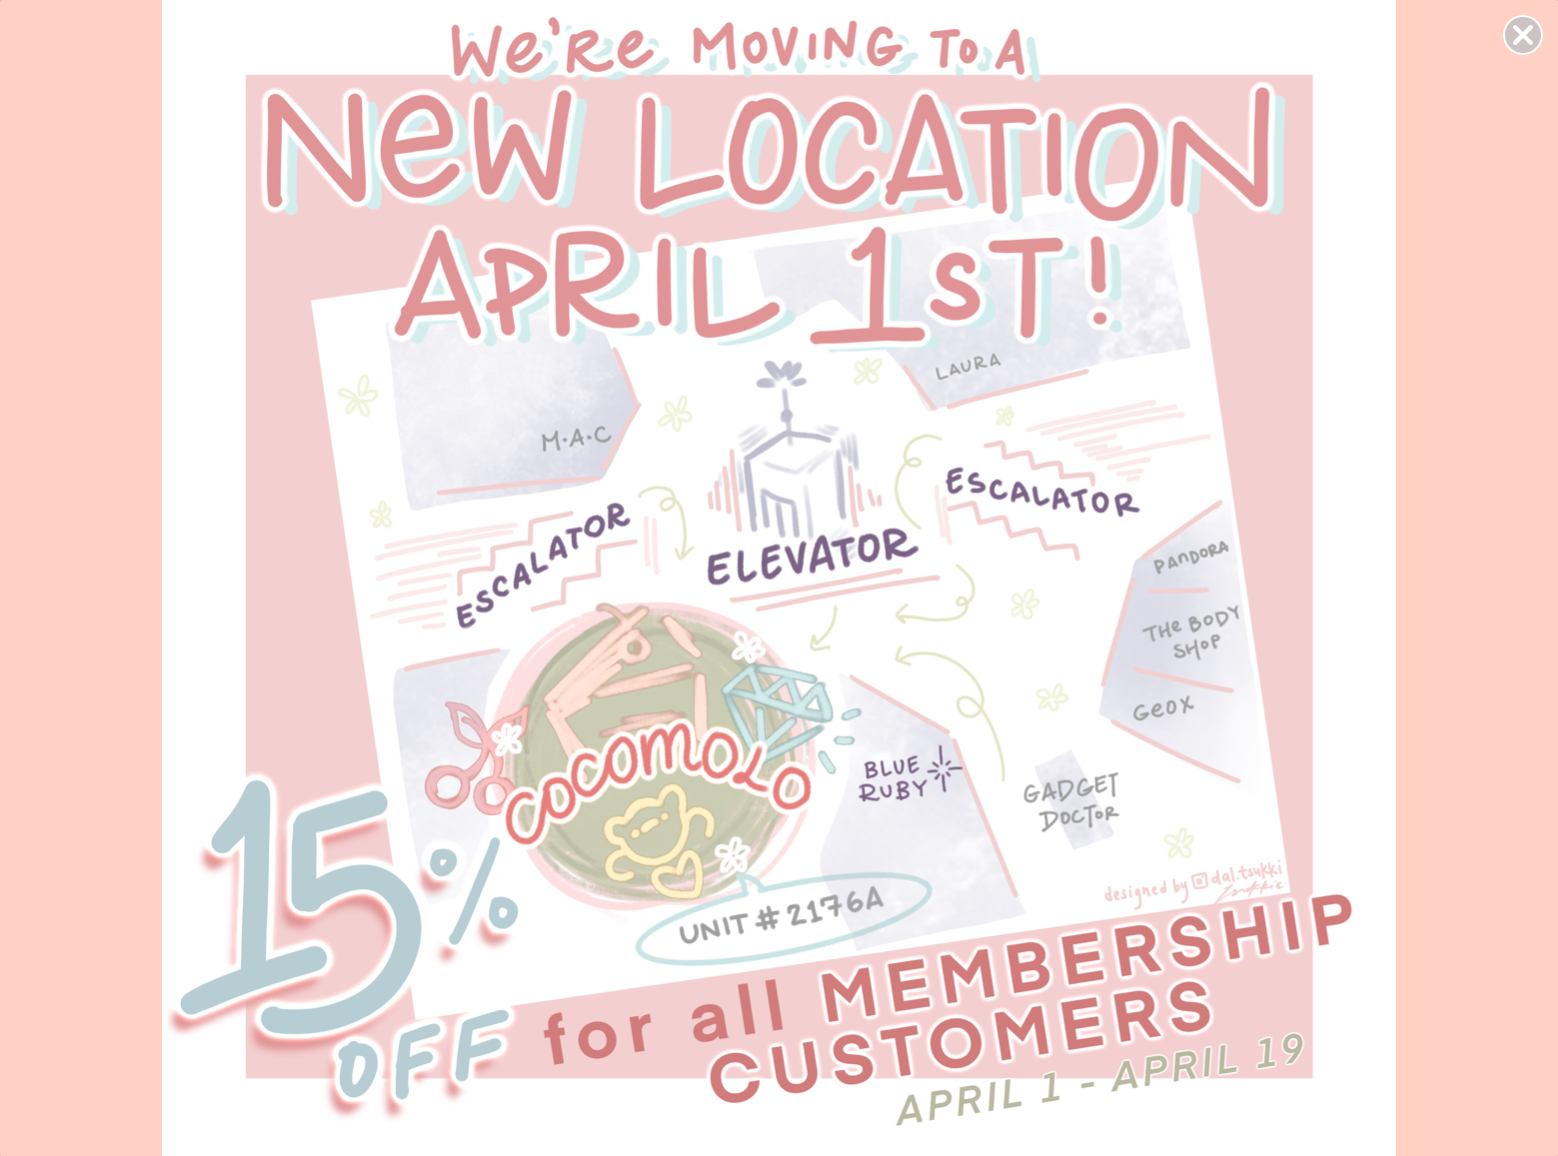 We're MOVING To A
New LOCATION
APRIL 1ST!
LAURA
M·A·C
ESCALATOR
ESCALATOR
ELEVATOR
PANDORA
THe BODY
SHOP
GeOX
COCOMOLO
BLUE
RUBY
GADGET
DOCToR
UNIT # 2176A
designed by dal.tsukki
15%
OFF
for all MEMBERSHIP
CUSTOMERS
APRIL 1 - APRIL 19